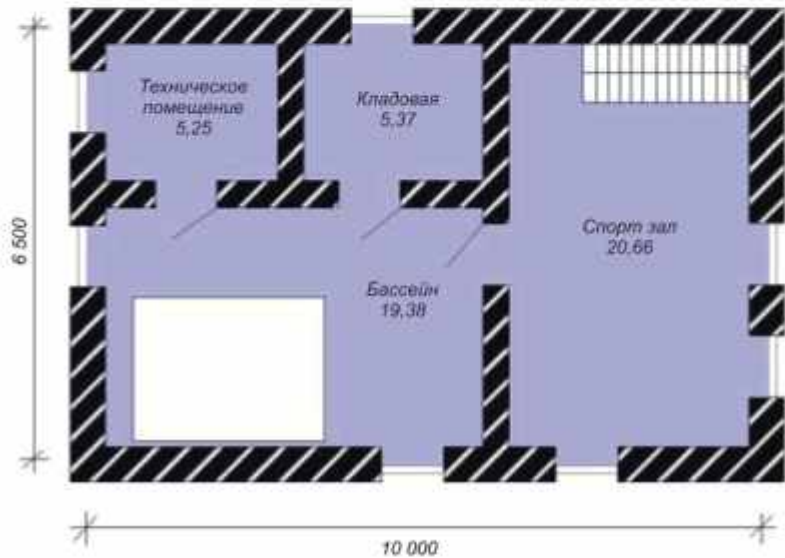 Техническое
помещение
5,25
Кладовая
5,37
Спорт зал
20,66
Бассейн
19,38
6 500
10 000